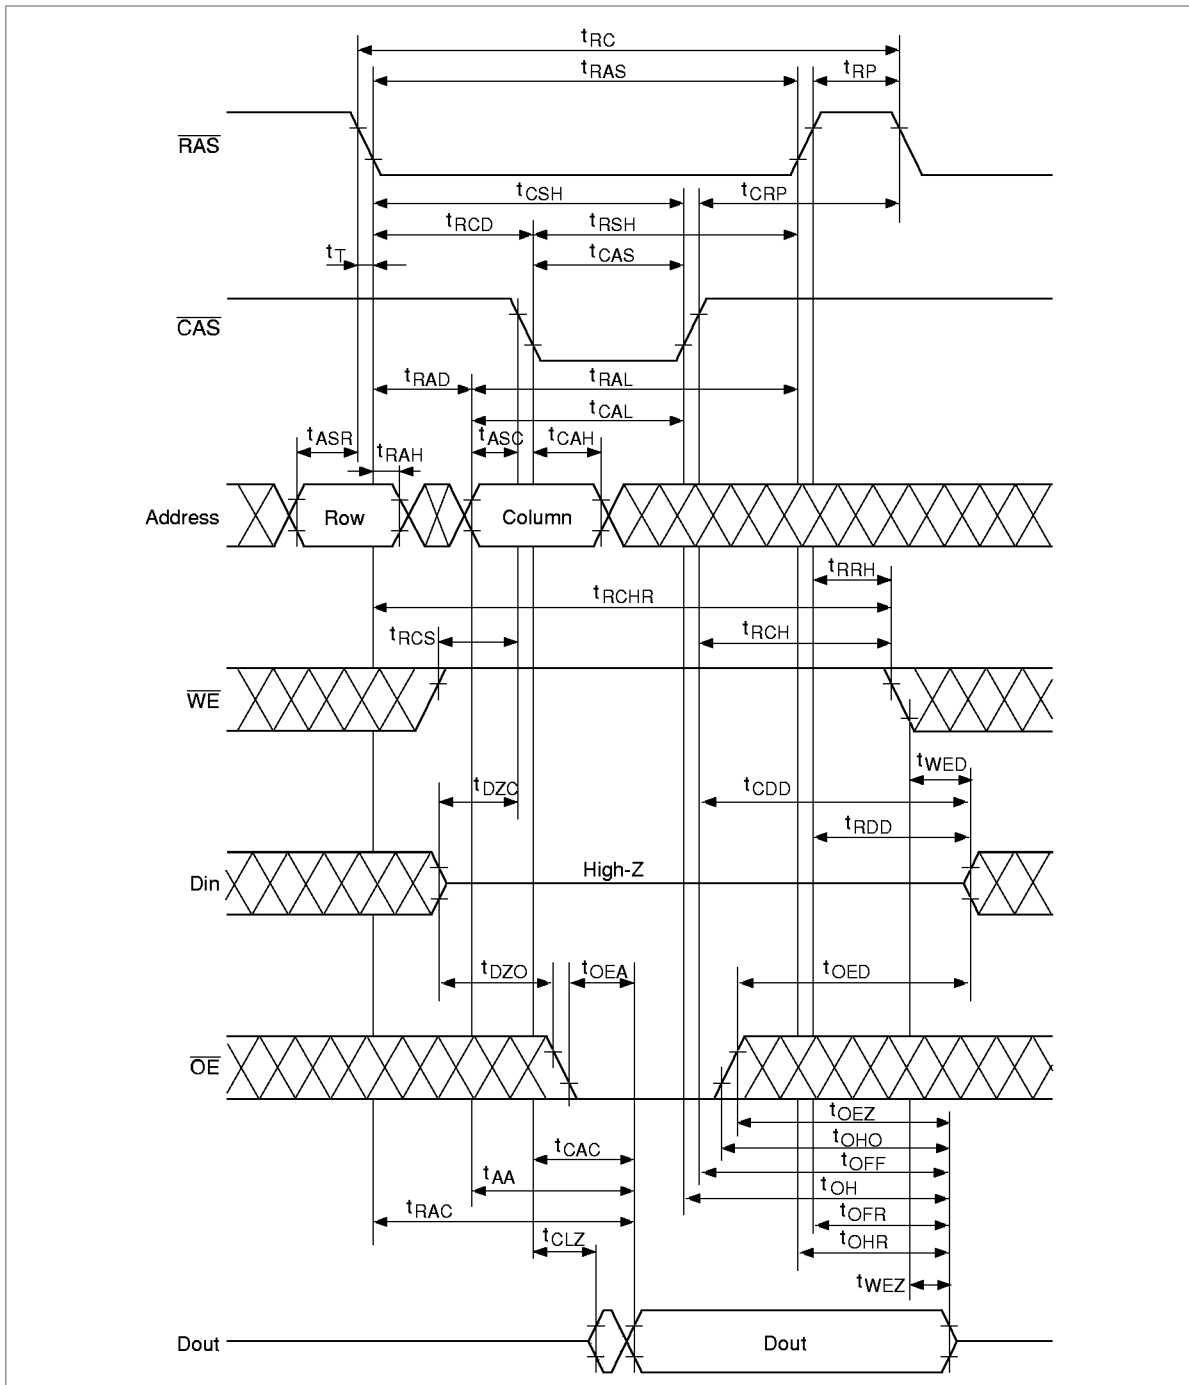 tRC
tRAS
tRP
RAS
tCSH
tCRP
tRCD
tRSH
tT
tCAS
CAS
tRAD
tRAL
tCAL
tASR
tRAH
tASC
tCAH
Address
Row
Column
tRRH
tRCHR
tRCS
tRCH
WE
tWED
tDZC
tCDD
tRDD
Din
High-Z
tDZO
tOEA
tOED
OE
tOEZ
tOHO
tCAC
tOFF
tAA
tOH
tRAC
tOFR
tCLZ
tOHR
tWEZ
Dout
Dout